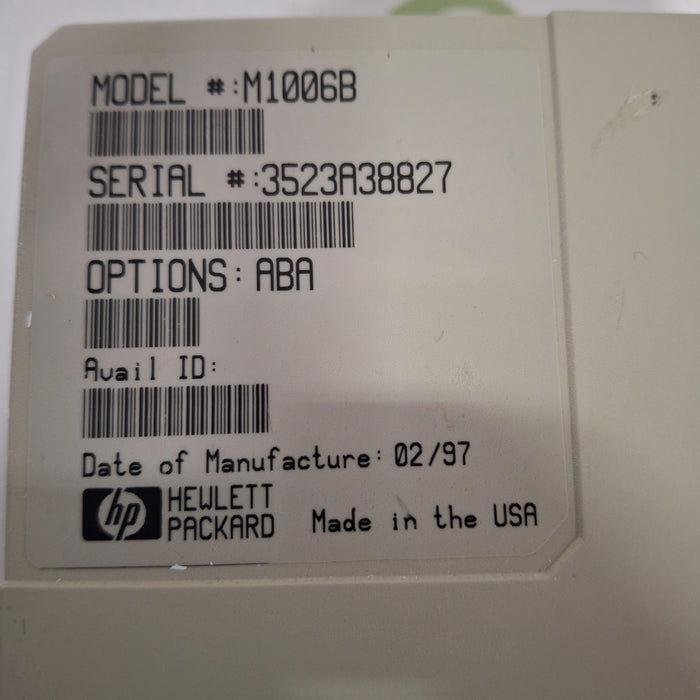 MODEL #:M1006B
SERIAL #:3523A38827
OPTIONS: ABA
Avail ID:
Date of Manufacture: 02/97
hp HEWLETT
PACKARD Made in the USA